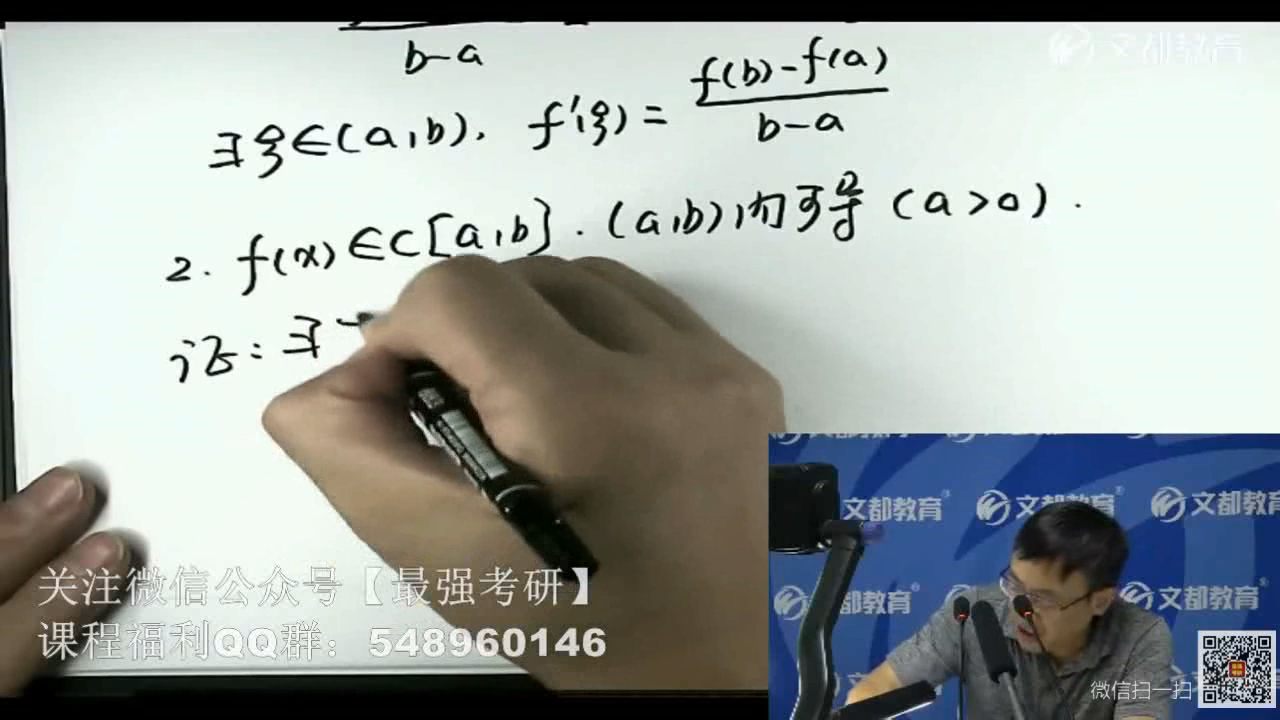 文都教育
b-a
∃ξ∈(a,b), f'(ξ) = \frac{f(b)-f(a)}{b-a}
2. f(x)∈C[a,b]. (a,b)内可导 (a>0).
记: ∃
关注微信公众号【最强考研】
课程福利QQ群：548960146
文都教育
文都教育
文都教育
文都教育
文都教育
微信扫一扫